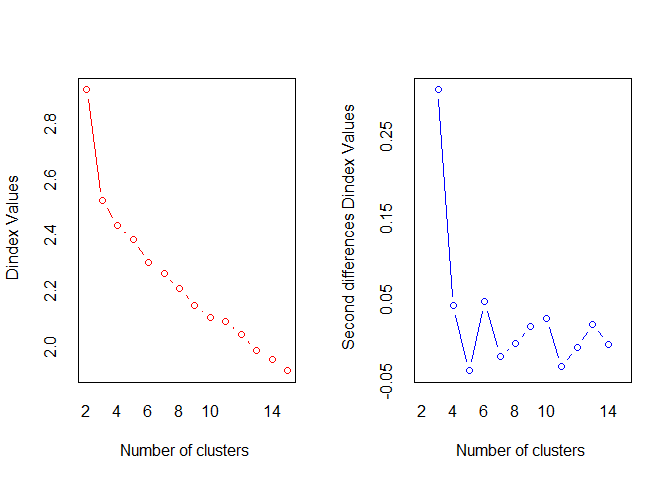 Dindex Values
2.0 2.2 2.4 2.6 2.8
2 4 6 8 10 14
Number of clusters
Second differences Dindex Values
-0.05 0.05 0.15 0.25
2 4 6 8 10 14
Number of clusters